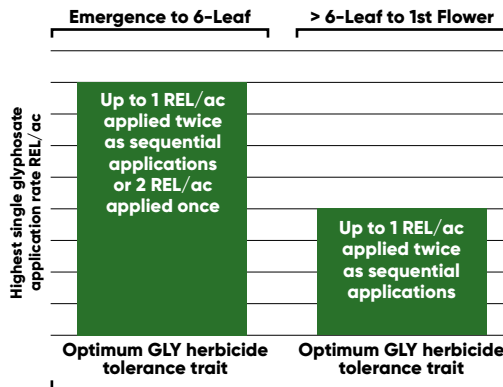 Emergence to 6-Leaf
> 6-Leaf to 1st Flower
Highest single glyphosate
application rate REL/ac
Up to 1 REL/ac
applied twice
as sequential
applications
or 2 REL/ac
applied once
Up to 1 REL/ac
applied twice
as sequential
applications
Optimum GLY herbicide
tolerance trait
Optimum GLY herbicide
tolerance trait